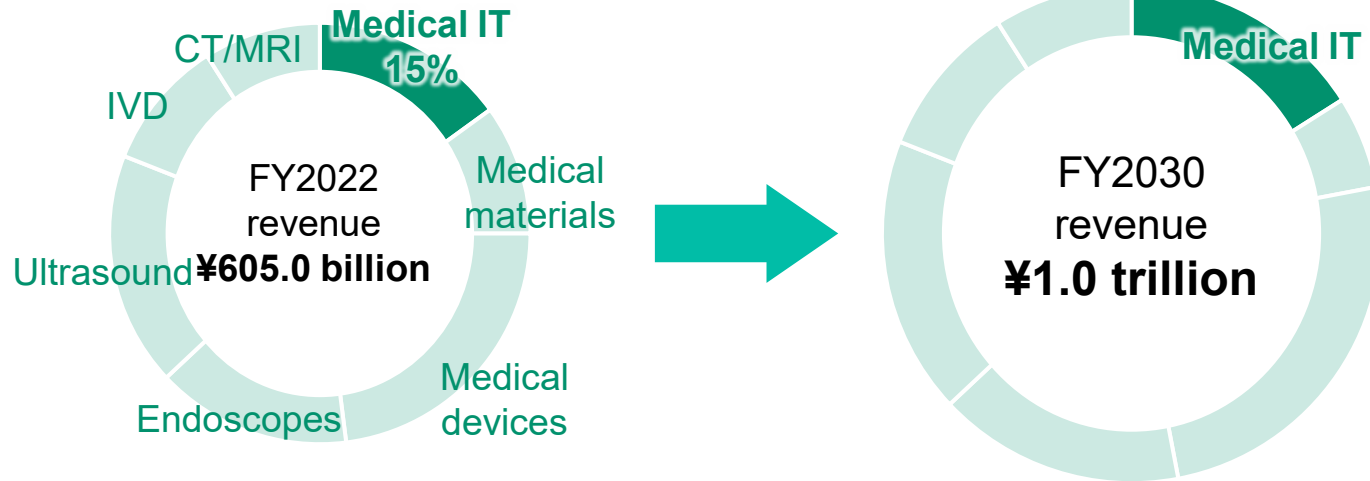 CT/MRI
Medical IT
15%
IVD
FY2022
revenue
¥605.0 billion
Medical
materials
Ultrasound
Medical
devices
Endoscopes
Medical IT
FY2030
revenue
¥1.0 trillion